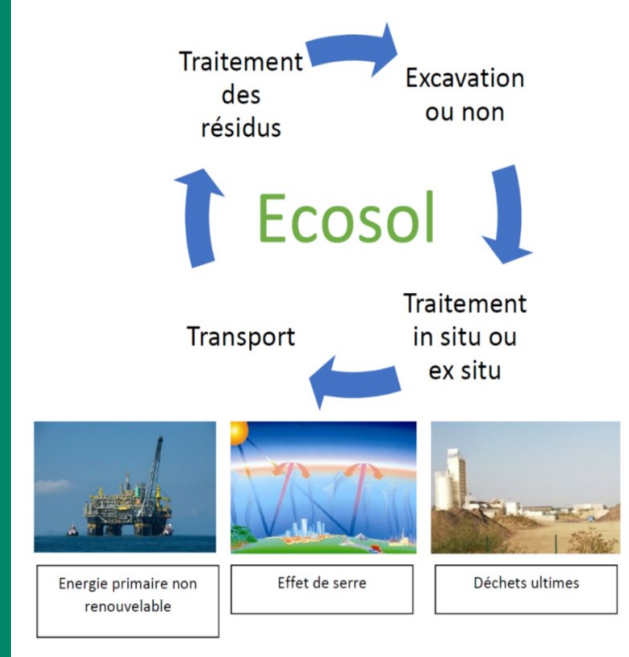 Traitement
des
résidus
Excavation
ou non
Ecosol
Traitement
in situ ou
ex situ
Transport
Energie primaire non
renouvelable
Effet de serre
Déchets ultimes